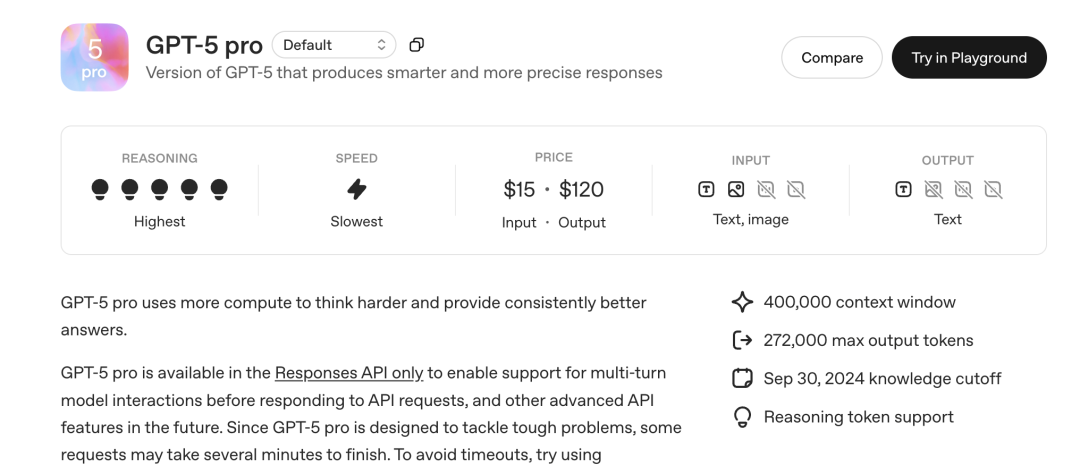 5
pro
GPT-5 pro
Default
Version of GPT-5 that produces smarter and more precise responses
Compare
Try in Playground
REASONING
Highest
SPEED
Slowest
PRICE
$15 • $120
Input • Output
INPUT
Text, image
OUTPUT
Text
GPT-5 pro uses more compute to think harder and provide consistently better
answers.
GPT-5 pro is available in the Responses API only to enable support for multi-turn
model interactions before responding to API requests, and other advanced API
features in the future. Since GPT-5 pro is designed to tackle tough problems, some
requests may take several minutes to finish. To avoid timeouts, try using
400,000 context window
272,000 max output tokens
Sep 30, 2024 knowledge cutoff
Reasoning token support